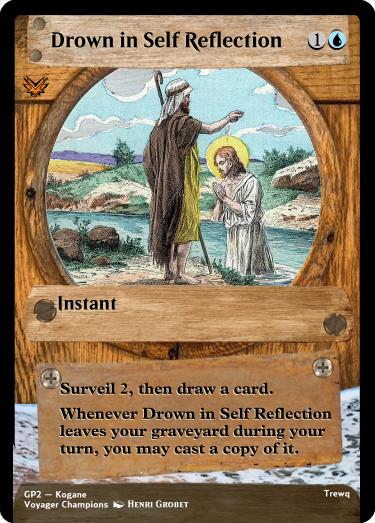 Drown in Self Reflection 1
Instant
Surveil 2, then draw a card.
Whenever Drown in Self Reflection
leaves your graveyard during your
turn, you may cast a copy of it.
GP2 — Kogane
Trewq
Voyager Champions Henri Grobet